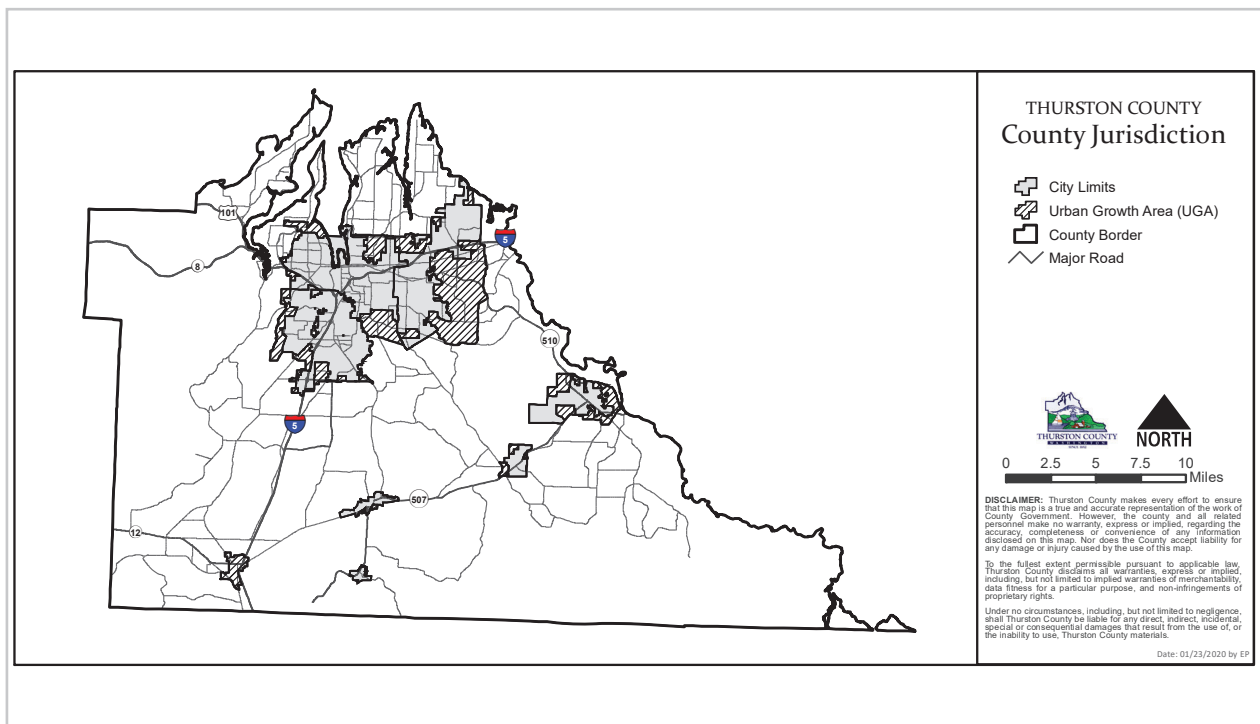 THURSTON COUNTY
County Jurisdiction
City Limits
Urban Growth Area (UGA)
County Border
Major Road
101
8
5
510
5
507
12
THURSTON COUNTY
WASHINGTON
SINCE 1852
NORTH
0 2.5 5 7.5 10
Miles
DISCLAIMER: Thurston County makes every effort to ensure
that this map is a true and accurate representation of the work of
County Government. However, the county and all related
personnel make no warranty, express or implied, regarding the
accuracy, completeness or convenience of any information
disclosed on this map. Nor does the County accept liability for
any damage or injury caused by the use of this map.
To the fullest extent permissible pursuant to applicable law,
Thurston County disclaims all warranties, express or implied,
including, but not limited to implied warranties of merchantability,
data fitness for a particular purpose, and non-infringements of
proprietary rights.
Under no circumstances, including, but not limited to negligence,
shall Thurston County be liable for any direct, indirect, incidental,
special or consequential damages that result from the use of, or
the inability to use, Thurston County materials.
Date: 01/23/2020 by EP